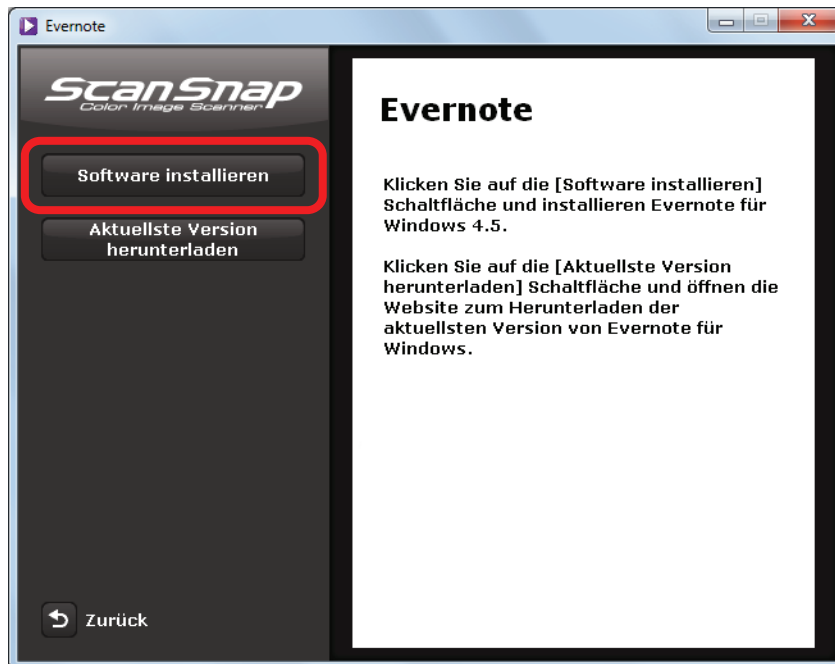 Evernote
ScanSnap
Color Image Scanner
Software installieren
Aktuellste Version
herunterladen
Zurück
Evernote
Klicken Sie auf die [Software installieren]
Schaltfläche und installieren Evernote für
Windows 4.5.
Klicken Sie auf die [Aktuellste Version
herunterladen] Schaltfläche und öffnen die
Website zum Herunterladen der
aktuellsten Version von Evernote für
Windows.